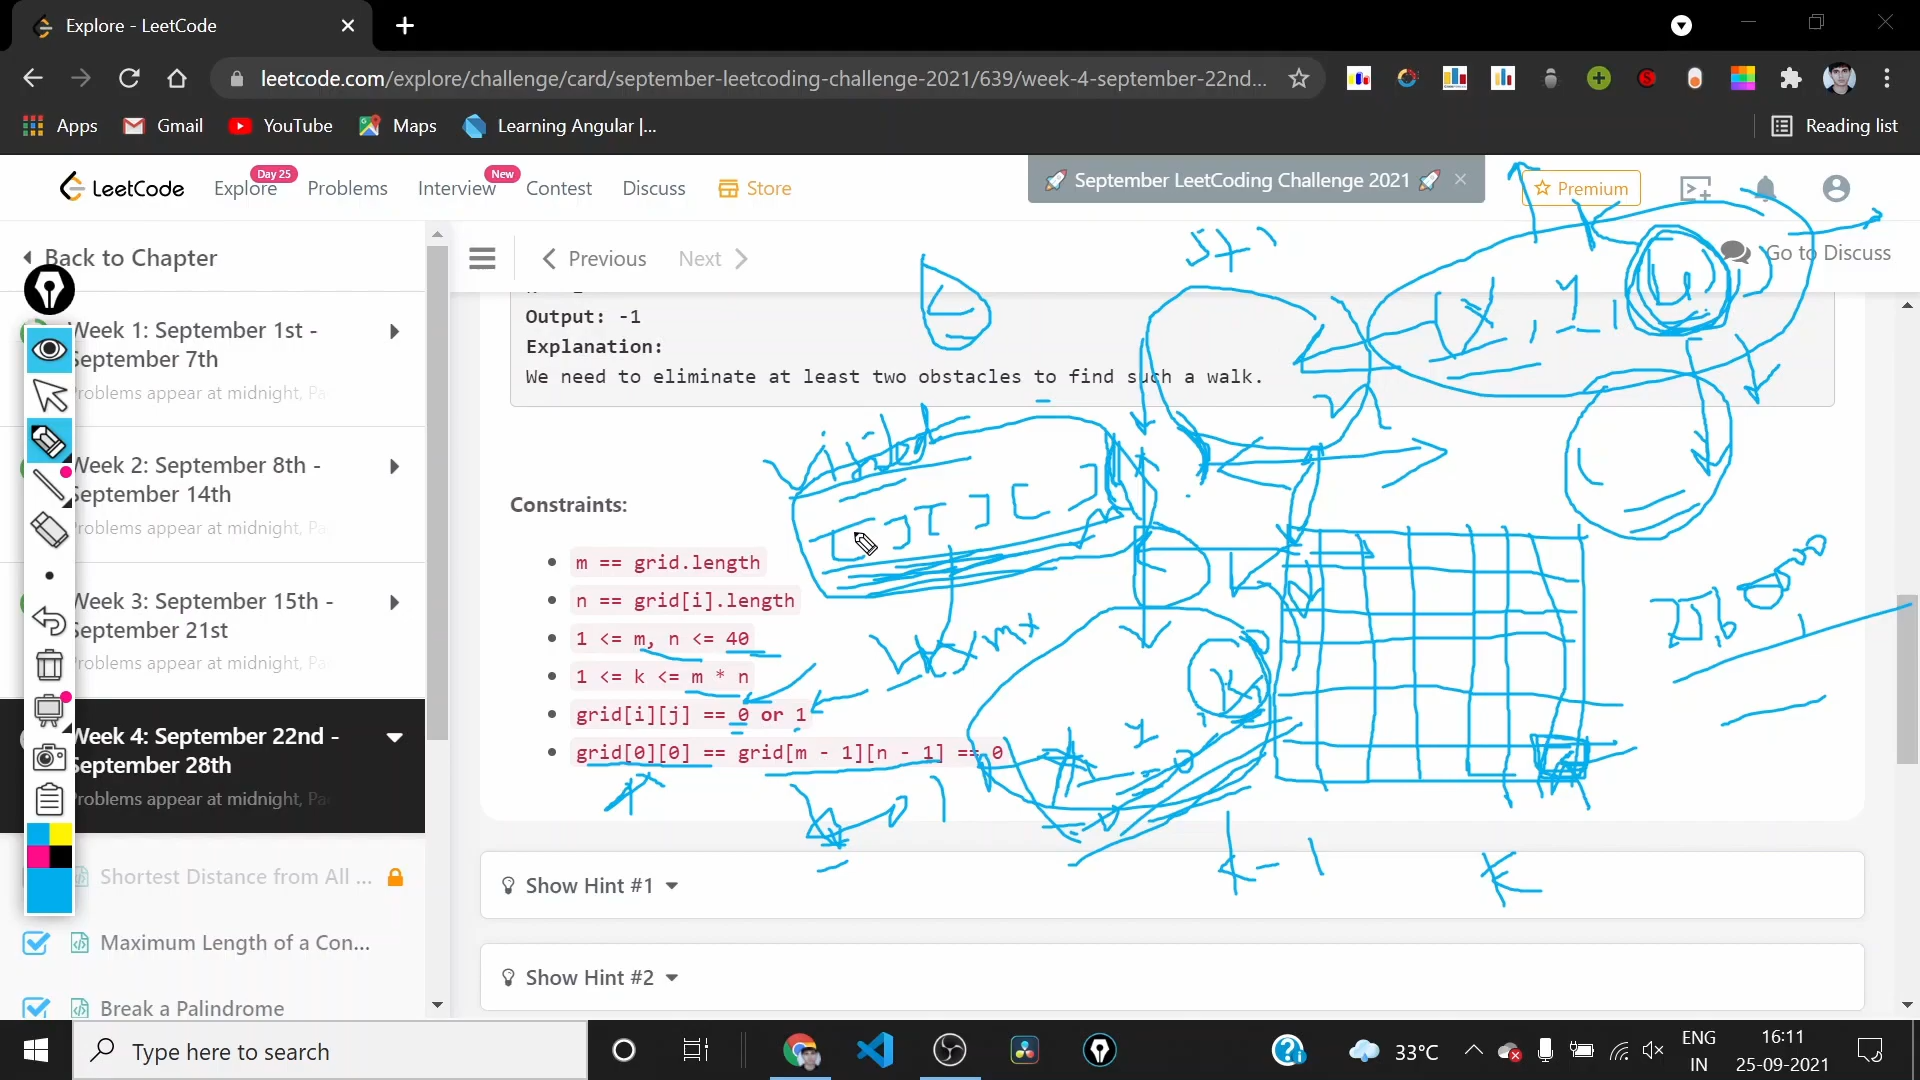 Explore - LeetCode
leetcode.com/explore/challenge/card/september-leetcoding-challenge-2021/639/week-4-september-22nd...
Apps Gmail YouTube Maps Learning Angular |... Reading list
LeetCode Explore Day 25 Problems Interview New Contest Discuss Store September LeetCoding Challenge 2021 Premium
Back to Chapter
Previous Next Go to Discuss
Week 1: September 1st -
September 7th
Problems appear at midnight, Pa
Week 2: September 8th -
September 14th
Problems appear at midnight, Pa
Week 3: September 15th -
September 21st
Problems appear at midnight, Pa
Week 4: September 22nd -
September 28th
Problems appear at midnight, Pa
Shortest Distance from All ...
Maximum Length of a Con...
Break a Palindrome
Output: -1
Explanation:
We need to eliminate at least two obstacles to find such a walk.
Constraints:
m == grid.length
n == grid[i].length
1 <= m, n <= 40
1 <= k <= m * n
grid[i][j] == 0 or 1
grid[0][0] == grid[m - 1][n - 1] == 0
k-1
k
Show Hint #1
Show Hint #2
Type here to search
33°C
ENG
IN
16:11
25-09-2021